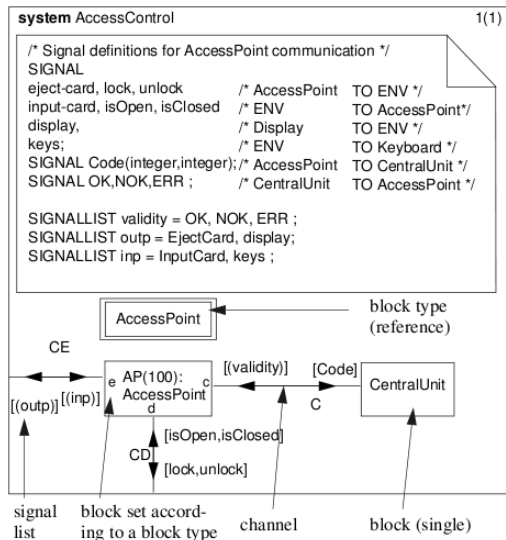 system AccessControl 1(1)
/* Signal definitions for AccessPoint communication */
SIGNAL
eject-card, lock, unlock /* AccessPoint TO ENV */
input-card, isOpen, isClosed /* ENV TO AccessPoint*/
display, /* Display TO ENV */
keys; /* ENV TO Keyboard */
SIGNAL Code(integer,integer); /* AccessPoint TO CentralUnit */
SIGNAL OK,NOK,ERR ; /* CentralUnit TO AccessPoint */
SIGNALLIST validity = OK, NOK, ERR ;
SIGNALLIST outp = EjectCard, display;
SIGNALLIST inp = InputCard, keys ;
AccessPoint
block type
(reference)
CE
[(outp)]
[(inp)]
e
AP(100):
AccessPoint
c
d
[(validity)]
[Code]
C
CentralUnit
CD
[isOpen,isClosed]
[lock,unlock]
signal
list
block set accord-
ing to a block type
channel
block (single)